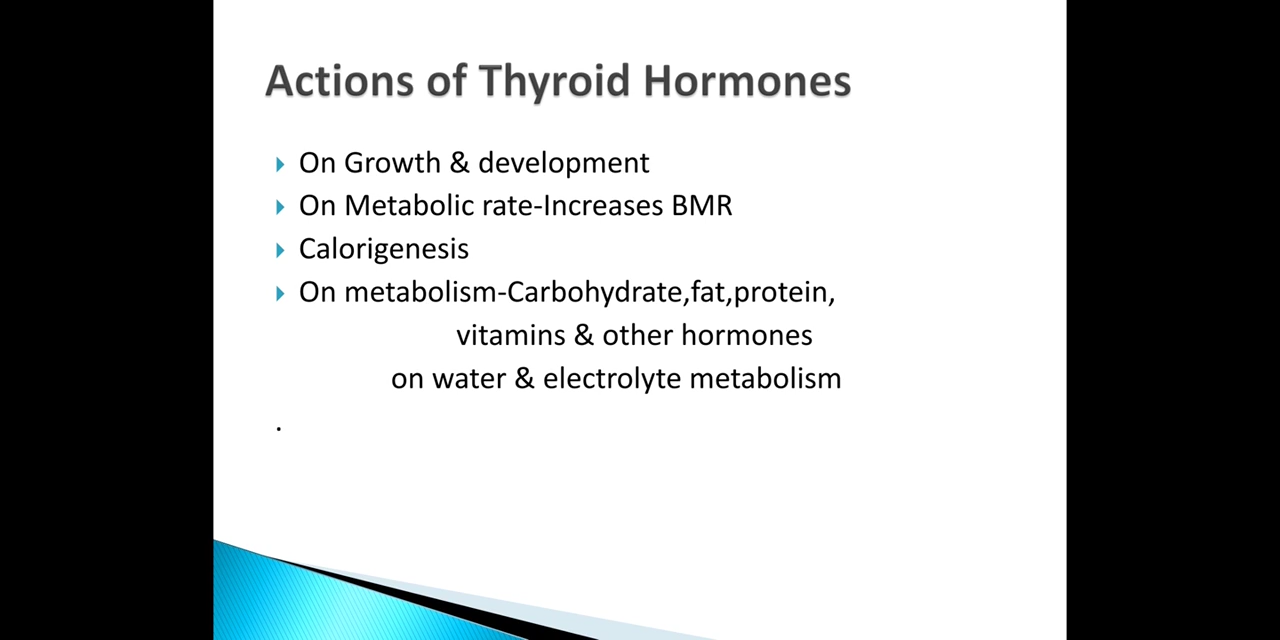 Actions of Thyroid Hormones
On Growth & development
On Metabolic rate-Increases BMR
Calorigenesis
On metabolism-Carbohydrate,fat,protein,
vitamins & other hormones
on water & electrolyte metabolism
.